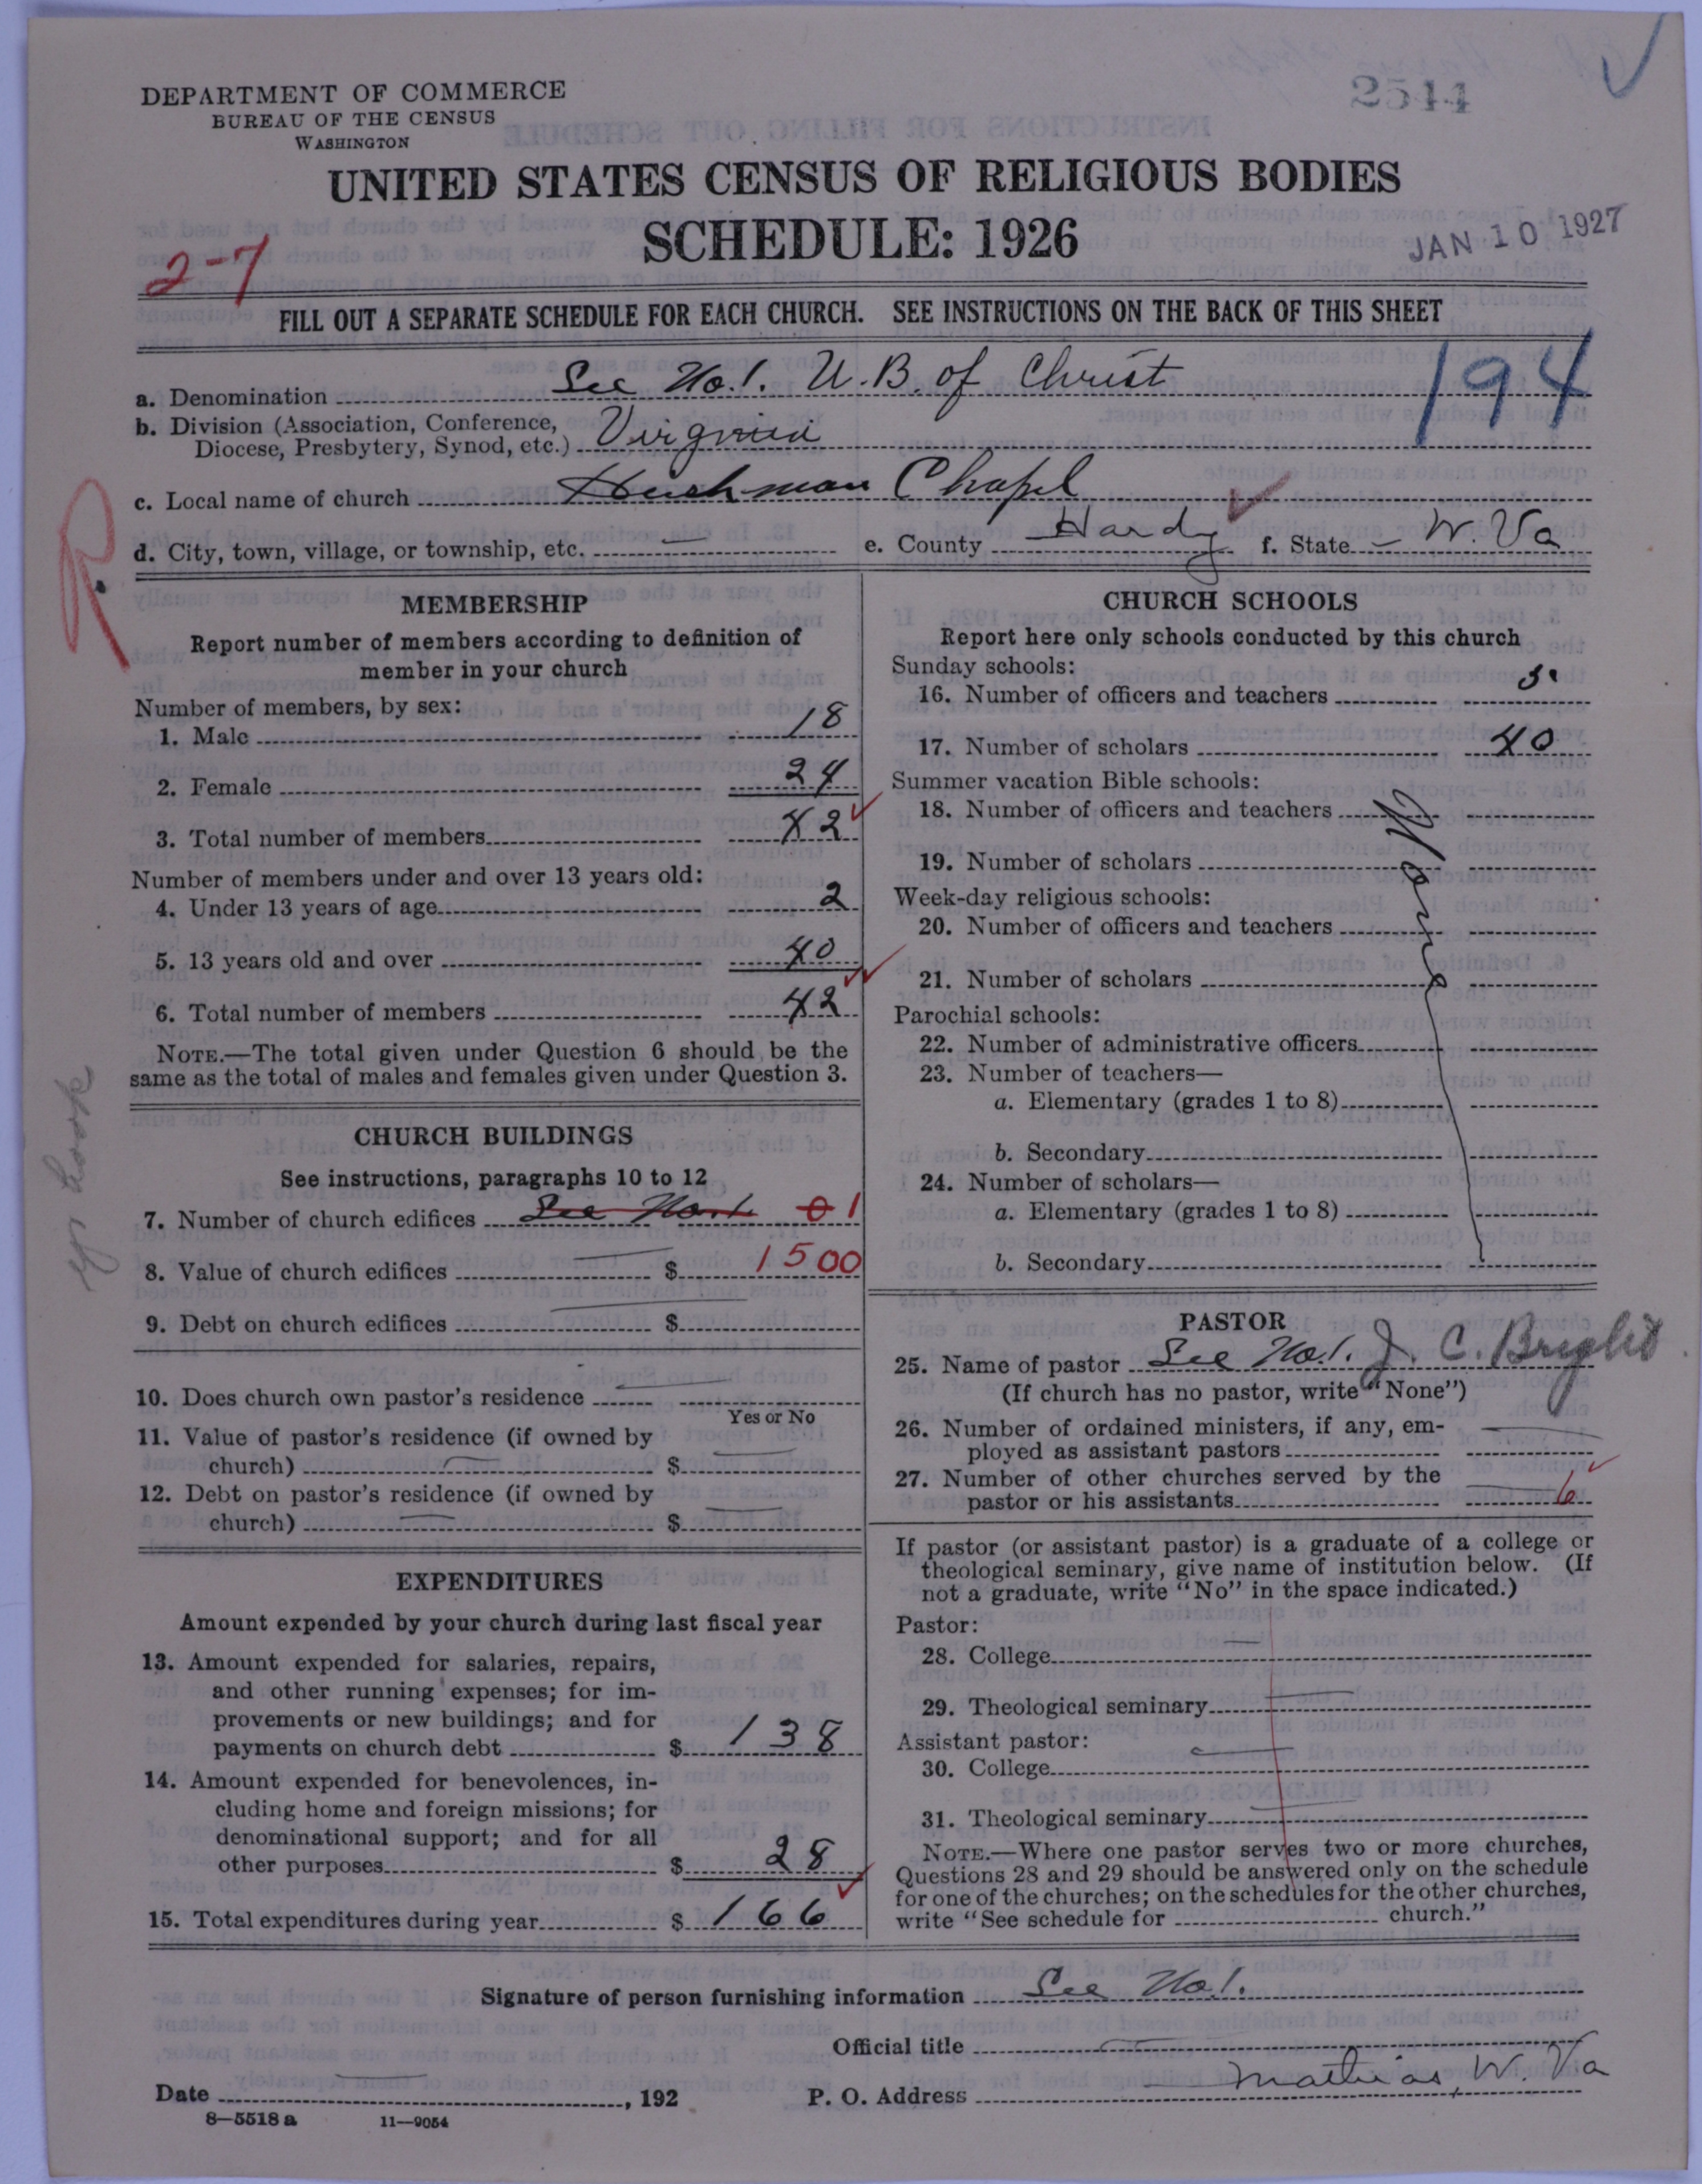 2544
DEPARTMENT OF COMMERCE
BUREAU OF THE CENSUS
WASHINGTON
UNITED STATES CENSUS OF RELIGIOUS BODIES
SCHEDULE: 1926
JAN 10 1927
2-7
FILL OUT A SEPARATE SCHEDULE FOR EACH CHURCH. SEE INSTRUCTIONS ON THE BACK OF THIS SHEET
194
a. Denomination See No. 1. U. B. of Christ
b. Division (Association, Conference,
Diocese, Presbytery, Synod, etc.) Virginia
c. Local name of church Chapel
d. City, town, village, or township, etc. — e. County Hardy f. State W. Va
R
MEMBERSHIP
Report number of members according to definition of
member in your church
Number of members, by sex:
1. Male 18
2. Female 24
3. Total number of members 42
Number of members under and over 13 years old:
4. Under 13 years of age 2
5. 13 years old and over 40
6. Total number of members 42
NOTE.—The total given under Question 6 should be the
same as the total of males and females given under Question 3.
CHURCH BUILDINGS
See instructions, paragraphs 10 to 12
7. Number of church edifices See No. 1. 0 1
8. Value of church edifices — $ 1500
9. Debt on church edifices — $
10. Does church own pastor's residence —
Yes or No
11. Value of pastor's residence (if owned by
church) — $ —
12. Debt on pastor's residence (if owned by
church) — $ —
EXPENDITURES
Amount expended by your church during last fiscal year
13. Amount expended for salaries, repairs,
and other running expenses; for im-
provements or new buildings; and for
payments on church debt $ 138
14. Amount expended for benevolences, in-
cluding home and foreign missions; for
denominational support; and for all
other purposes $ 28
15. Total expenditures during year $ 166
CHURCH SCHOOLS
Report here only schools conducted by this church
Sunday schools:
16. Number of officers and teachers 5.
17. Number of scholars 40
Summer vacation Bible schools:
18. Number of officers and teachers
19. Number of scholars
None
Week-day religious schools:
20. Number of officers and teachers
21. Number of scholars
Parochial schools:
22. Number of administrative officers
23. Number of teachers—
a. Elementary (grades 1 to 8)
b. Secondary
24. Number of scholars—
a. Elementary (grades 1 to 8)
b. Secondary
PASTOR
25. Name of pastor See No. 1. J. C. Bright
(If church has no pastor, write "None")
26. Number of ordained ministers, if any, em-
ployed as assistant pastors —
27. Number of other churches served by the
pastor or his assistants 6
If pastor (or assistant pastor) is a graduate of a college or
theological seminary, give name of institution below. (If
not a graduate, write "No" in the space indicated.)
Pastor:
28. College —
29. Theological seminary —
Assistant pastor:
30. College —
31. Theological seminary —
NOTE.—Where one pastor serves two or more churches,
Questions 28 and 29 should be answered only on the schedule
for one of the churches; on the schedules for the other churches,
write "See schedule for church."
Signature of person furnishing information See No. 1.
Official title —
Date —, 192 P. O. Address Mathias, W. Va
8—5518 a 11—9054